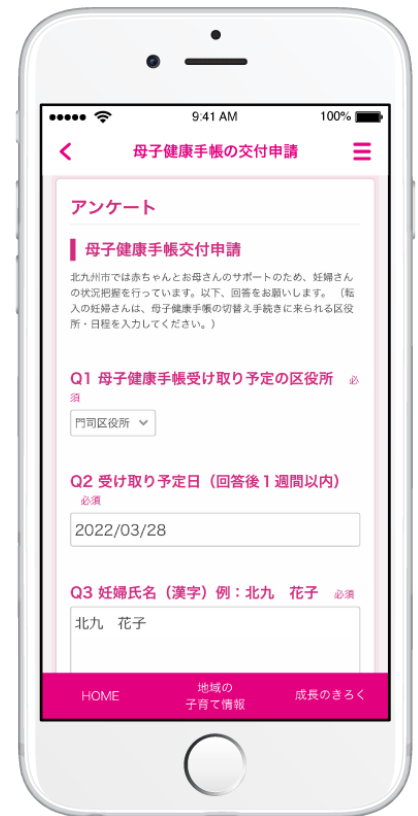 9:41 AM
100%
母子健康手帳の交付申請
アンケート
母子健康手帳交付申請
北九州市では赤ちゃんとお母さんのサポートのため、妊婦さん
の状況把握を行っています。以下、回答をお願いします。（転
入の妊婦さんは、母子健康手帳の切替え手続きに来られる区役
所・日程を入力してください。）
Q1 母子健康手帳受け取り予定の区役所 必
須
門司区役所
Q2 受け取り予定日（回答後１週間以内）
必須
2022/03/28
Q3 妊婦氏名（漢字）例：北九　花子 必須
北九　花子
HOME
地域の
子育て情報
成長のきろく